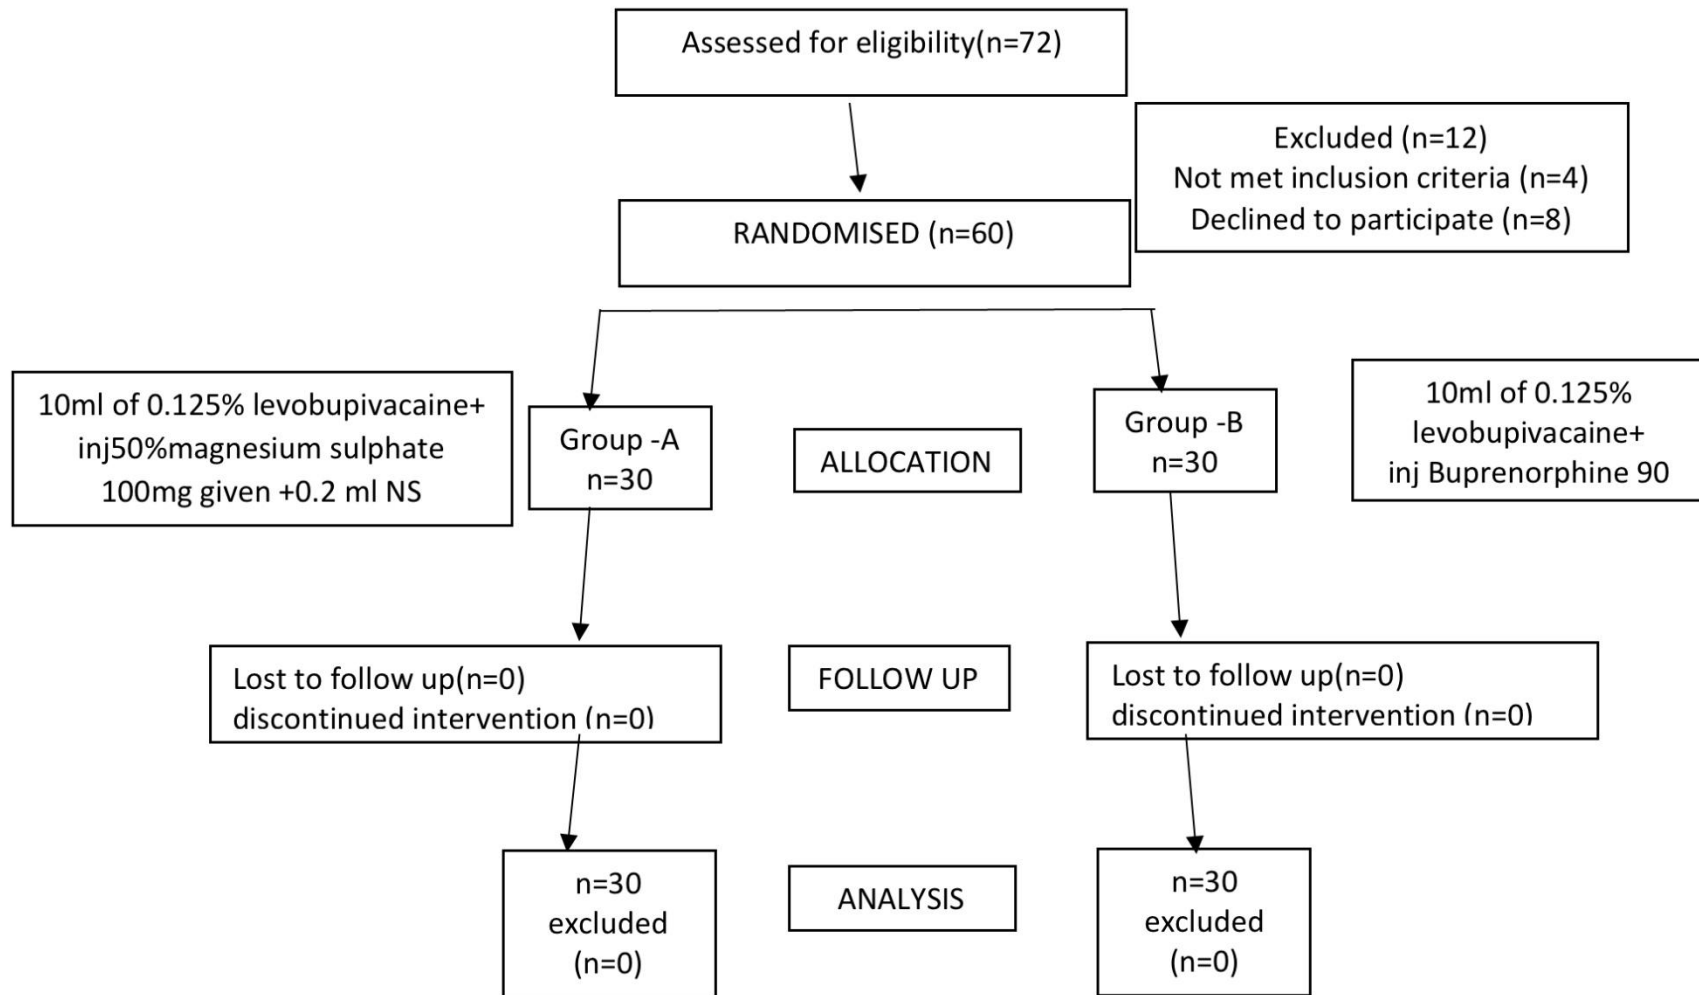 Assessed for eligibility(n=72)
Excluded (n=12)
Not met inclusion criteria (n=4)
Declined to participate (n=8)
RANDOMISED (n=60)
10ml of 0.125% levobupivacaine+
inj50%magnesium sulphate
100mg given +0.2 ml NS
Group -A
n=30
ALLOCATION
Group -B
n=30
10ml of 0.125%
levobupivacaine+
inj Buprenorphine 90
Lost to follow up(n=0)
discontinued intervention (n=0)
FOLLOW UP
Lost to follow up(n=0)
discontinued intervention (n=0)
n=30
excluded
(n=0)
ANALYSIS
n=30
excluded
(n=0)